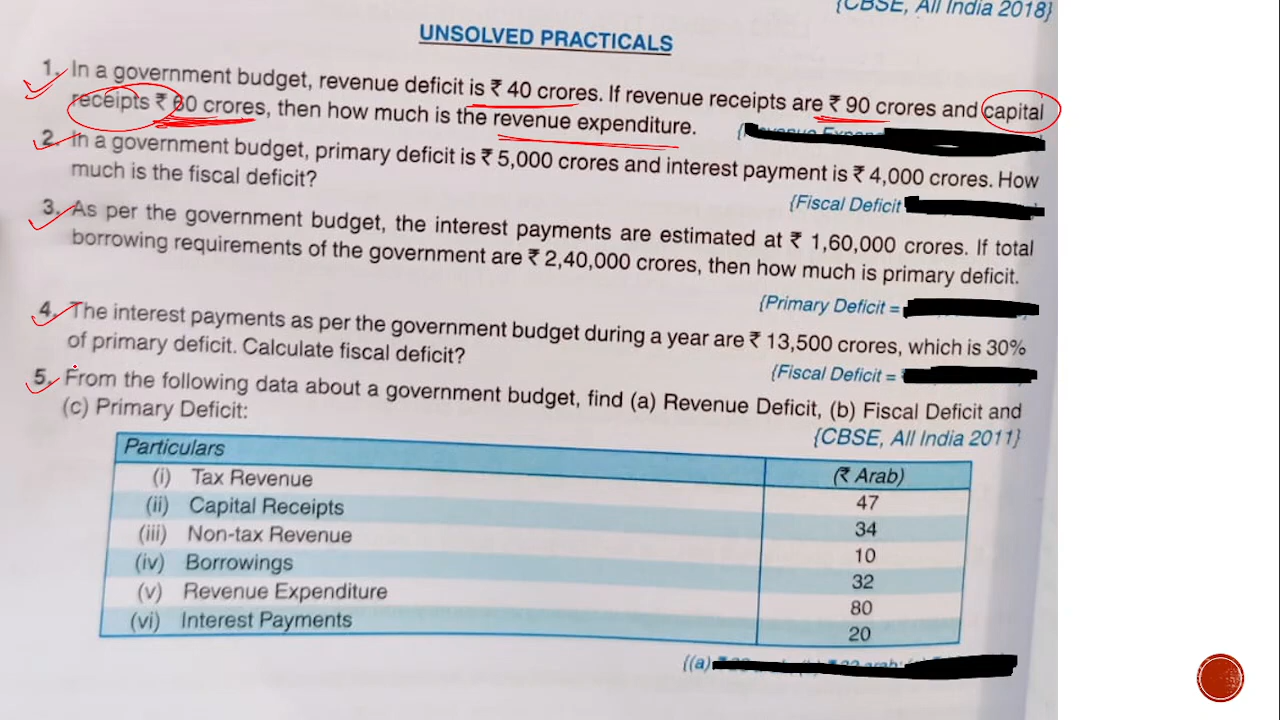 {CBSE, All India 2018}
UNSOLVED PRACTICALS
1. In a government budget, revenue deficit is ₹ 40 crores. If revenue receipts are ₹ 90 crores and capital
receipts ₹ 60 crores, then how much is the revenue expenditure.
2. In a government budget, primary deficit is ₹ 5,000 crores and interest payment is ₹ 4,000 crores. How
much is the fiscal deficit?
{Fiscal Deficit
3. As per the government budget, the interest payments are estimated at ₹ 1,60,000 crores. If total
borrowing requirements of the government are ₹ 2,40,000 crores, then how much is primary deficit.
{Primary Deficit =
4. The interest payments as per the government budget during a year are ₹ 13,500 crores, which is 30%
of primary deficit. Calculate fiscal deficit?
{Fiscal Deficit =
5. From the following data about a government budget, find (a) Revenue Deficit, (b) Fiscal Deficit and
(c) Primary Deficit:
{CBSE, All India 2011}
Particulars (₹ Arab)
(i) Tax Revenue 47
(ii) Capital Receipts 34
(iii) Non-tax Revenue 10
(iv) Borrowings 32
(v) Revenue Expenditure 80
(vi) Interest Payments 20
{(a)